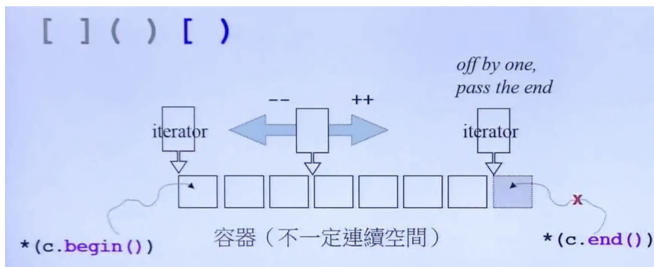 [ ] ( ) [ )
off by one,
pass the end
-- ++
iterator
iterator
x
*(c.begin())
容器（不一定連續空間）
*(c.end())